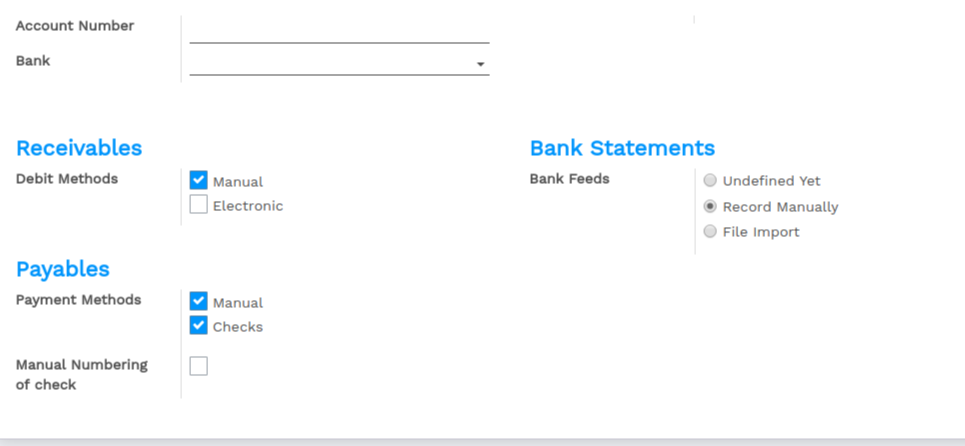 Account Number
Bank
Receivables
Debit Methods
Manual
Electronic
Bank Statements
Bank Feeds
Undefined Yet
Record Manually
File Import
Payables
Payment Methods
Manual
Checks
Manual Numbering
of check